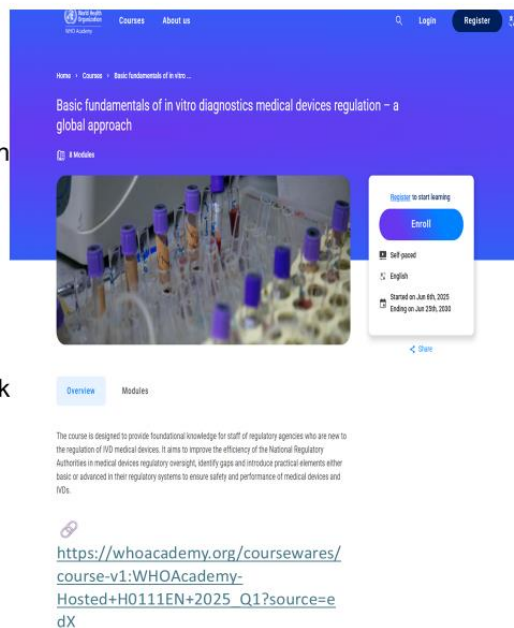 World Health
Organization
WHO Academy
Courses
About us
Login
Register
Home › Courses › Basic fundamentals of in vitro ...
Basic fundamentals of in vitro diagnostics medical devices regulation – a
global approach
8 Modules
n
Register to start learning
Enroll
Self-paced
English
Started on Jun 6th, 2025
Ending on Jun 25th, 2030
Share
k
Overview
Modules
The course is designed to provide foundational knowledge for staff of regulatory agencies who are new to
the regulation of IVD medical devices. It aims to improve the efficiency of the National Regulatory
Authorities in medical devices regulatory oversight, identify gaps and introduce practical elements either
basic or advanced in their regulatory systems to ensure safety and performance of medical devices and
IVDs.
https://whoacademy.org/coursewares/
course-v1:WHOAcademy-
Hosted+H0111EN+2025_Q1?source=e
dX